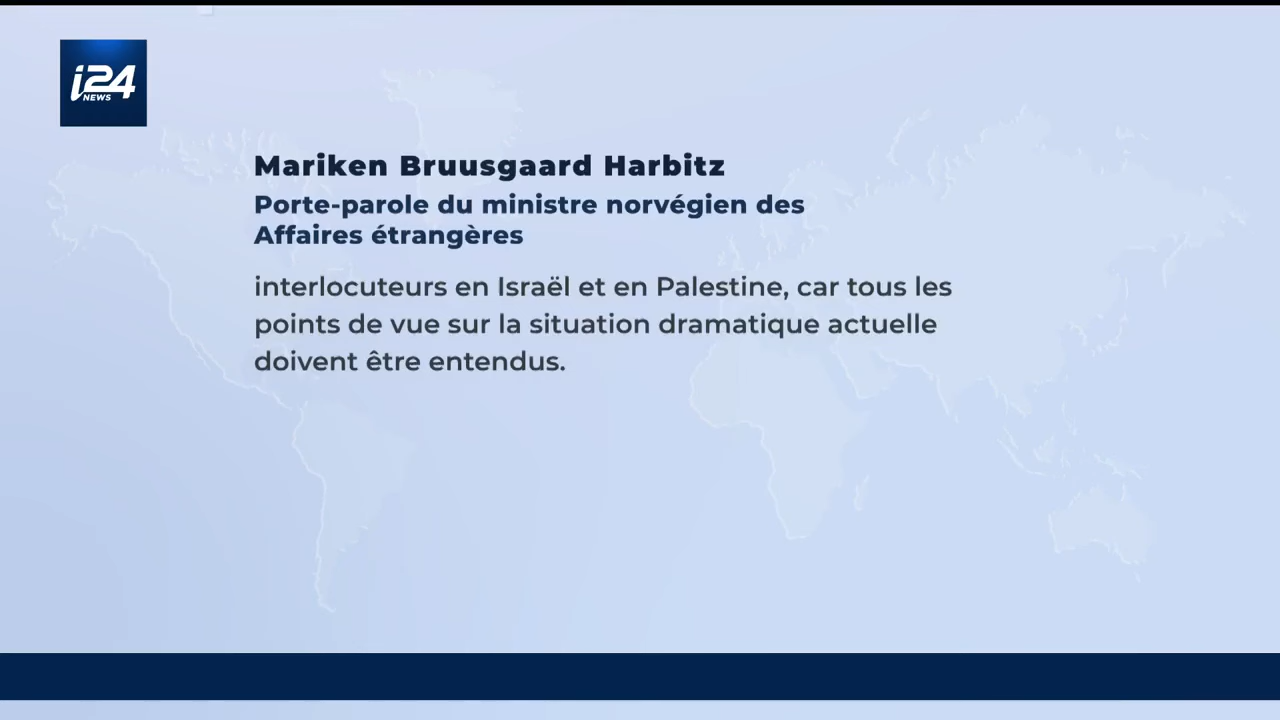 i24
NEWS
Mariken Bruusgaard Harbitz
Porte-parole du ministre norvégien des
Affaires étrangères
interlocuteurs en Israël et en Palestine, car tous les
points de vue sur la situation dramatique actuelle
doivent être entendus.